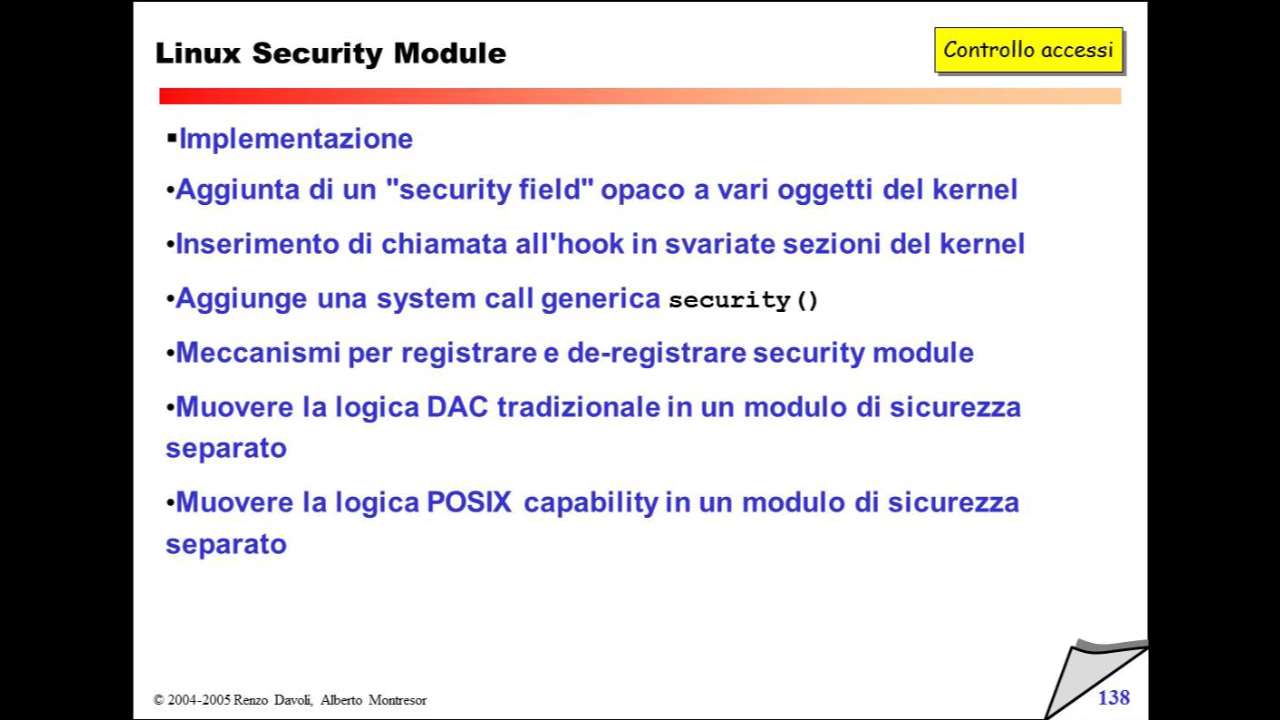 Linux Security Module
Controllo accessi
▪Implementazione
•Aggiunta di un "security field" opaco a vari oggetti del kernel
•Inserimento di chiamata all'hook in svariate sezioni del kernel
•Aggiunge una system call generica security()
•Meccanismi per registrare e de-registrare security module
•Muovere la logica DAC tradizionale in un modulo di sicurezza
separato
•Muovere la logica POSIX capability in un modulo di sicurezza
separato
© 2004-2005 Renzo Davoli, Alberto Montresor
138